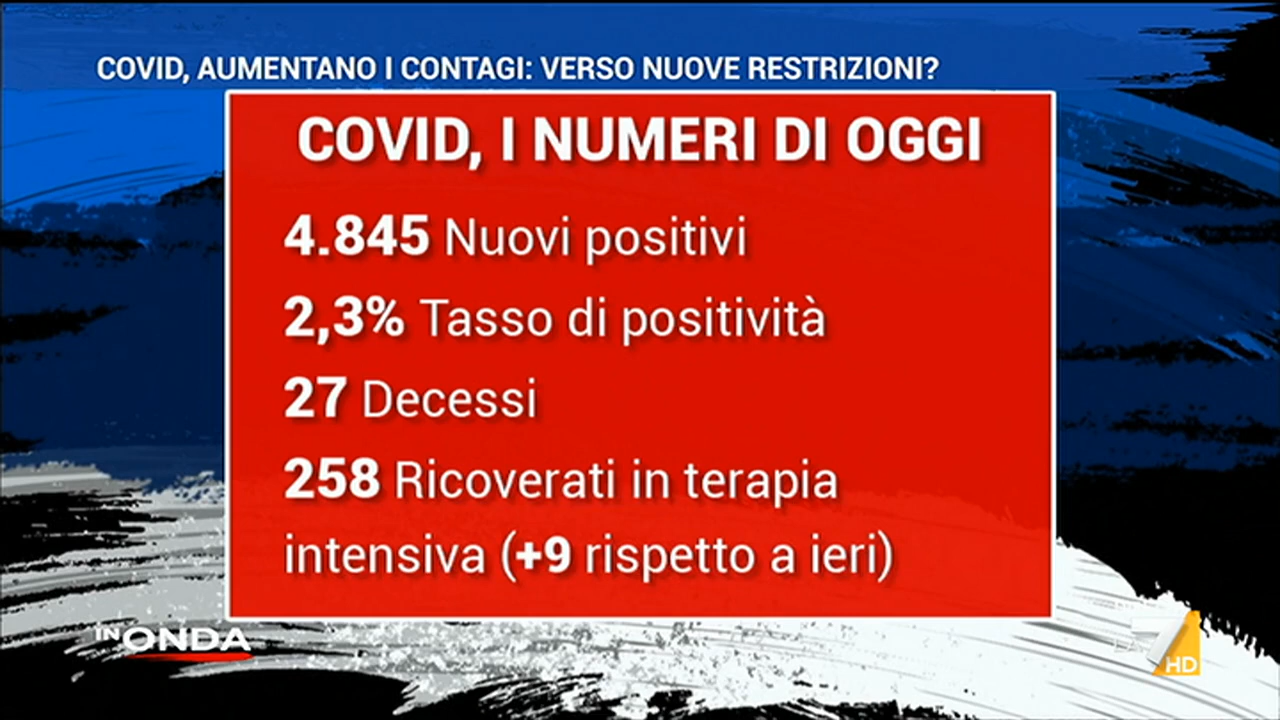 COVID, AUMENTANO I CONTAGI: VERSO NUOVE RESTRIZIONI?
COVID, I NUMERI DI OGGI
4.845 Nuovi positivi
2,3% Tasso di positività
27 Decessi
258 Ricoverati in terapia
intensiva (+9 rispetto a ieri)
IN ONDA
7 HD